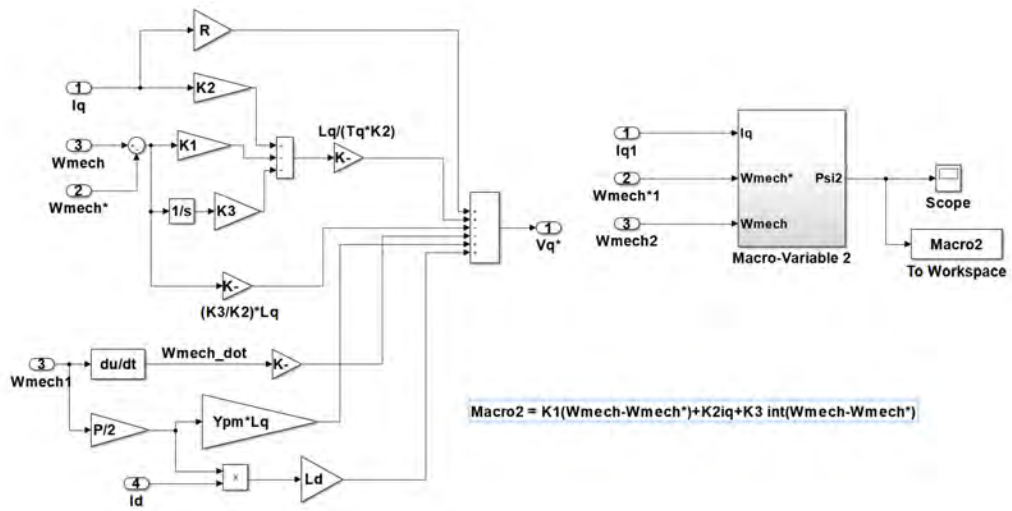 R
K2
1
Iq
Lq/(Tq*K2)
3
Wmech
K1
K-
2
Wmech*
1/s
K3
1
Vq*
K-
(K3/K2)*Lq
3
Wmech1
du/dt
Wmech_dot
K-
P/2
Ypm*Lq
4
Id
x
Ld
1
Iq1
2
Wmech*1
3
Wmech2
Iq
Wmech*
Psi2
Wmech
Macro-Variable 2
Scope
Macro2
To Workspace
Macro2 = K1(Wmech-Wmech*)+K2iq+K3 int(Wmech-Wmech*)